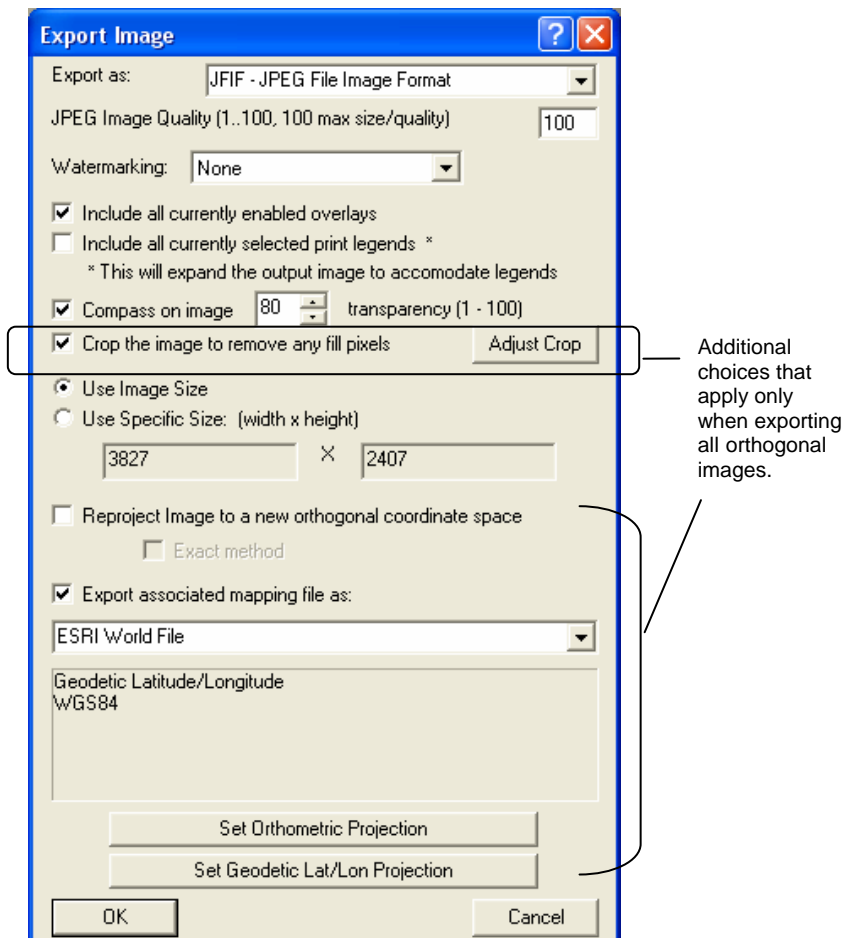 Export Image
Export as: JFIF - JPEG File Image Format
JPEG Image Quality (1..100, 100 max size/quality) 100
Watermarking: None
Include all currently enabled overlays
Include all currently selected print legends *
* This will expand the output image to accomodate legends
Compass on image 80 transparency (1 - 100)
Crop the image to remove any fill pixels Adjust Crop
Use Image Size
Use Specific Size: (width x height)
3827 X 2407
Reproject Image to a new orthogonal coordinate space
Exact method
Export associated mapping file as:
ESRI World File
Geodetic Latitude/Longitude
WGS84
Set Orthometric Projection
Set Geodetic Lat/Lon Projection
OK Cancel
Additional
choices that
apply only
when exporting
all orthogonal
images.